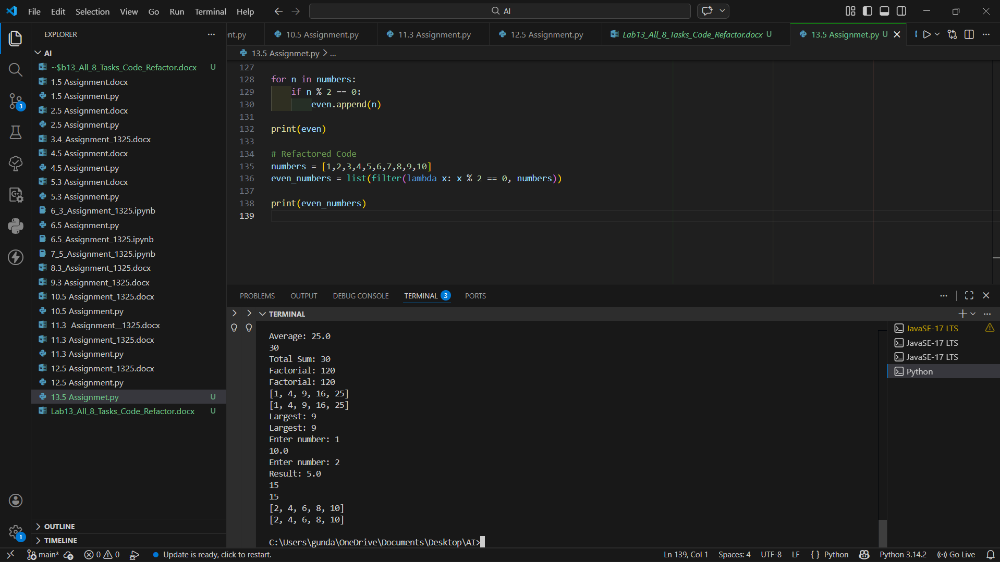 File Edit Selection View Go Run Terminal Help
AI
EXPLORER
nt.py
10.5 Assignment.py
11.3 Assignment.py
12.5 Assignment.py
Lab13_All_8_Tasks_Code_Refactor.docx U
13.5 Assignmet.py U
AI
~$b13_All_8_Tasks_Code_Refactor.docx U
1.5 Assignment.docx
1.5 Assignment.py
2.5 Assignment.docx
2.5 Assignment.py
3.4_Assignment_1325.docx
4.5 Assignment.docx
4.5 Assignment.py
5.3 Assignment.docx
5.3 Assignment.py
6_3_Assignment_1325.ipynb
6.5 Assignment.py
6.5_Assignment_1325.ipynb
7_5_Assignment_1325.ipynb
8.3_Assignment_1325.docx
9.3 Assignment_1325.docx
10.5 Assignment_1325.docx
10.5 Assignment.py
11.3  Assignment__1325.docx
11.3 Assignment_1325.docx
11.3 Assignment.py
12.5 Assignment_1325.docx
12.5 Assignment.py
13.5 Assignmet.py U
Lab13_All_8_Tasks_Code_Refactor.docx U
OUTLINE
TIMELINE
3
1
13.5 Assignmet.py > ...
127
128 for n in numbers:
129     if n % 2 == 0:
130         even.append(n)
131
132 print(even)
133
134 # Refactored Code
135 numbers = [1,2,3,4,5,6,7,8,9,10]
136 even_numbers = list(filter(lambda x: x % 2 == 0, numbers))
137
138 print(even_numbers)
139
PROBLEMS OUTPUT DEBUG CONSOLE TERMINAL 3 PORTS
TERMINAL
Average: 25.0
30
Total Sum: 30
Factorial: 120
Factorial: 120
[1, 4, 9, 16, 25]
[1, 4, 9, 16, 25]
Largest: 9
Largest: 9
Enter number: 1
10.0
Enter number: 2
Result: 5.0
15
15
[2, 4, 6, 8, 10]
[2, 4, 6, 8, 10]
C:\Users\gunda\OneDrive\Documents\Desktop\AI>
JavaSE-17 LTS
JavaSE-17 LTS
JavaSE-17 LTS
Python
main* 0 0 Update is ready, click to restart. Ln 139, Col 1 Spaces: 4 UTF-8 LF { } Python Python 3.14.2 Go Live